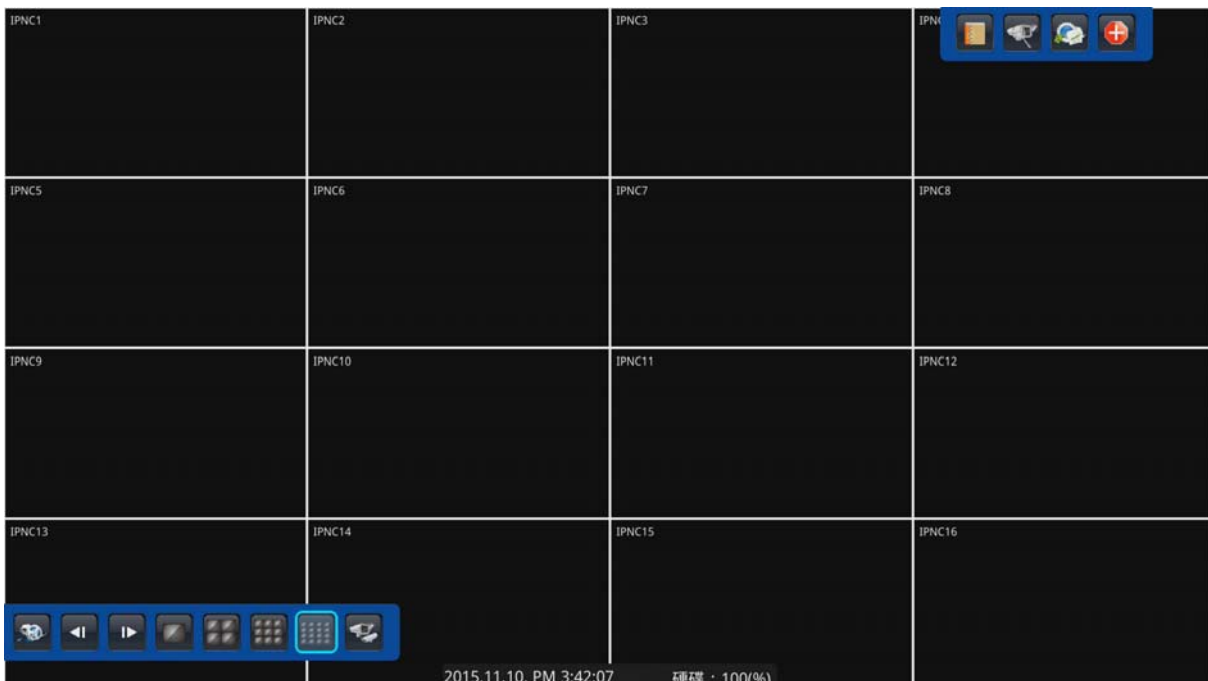 IPNC1 IPNC2 IPNC3 IPN
IPNC5 IPNC6 IPNC7 IPNC8
IPNC9 IPNC10 IPNC11 IPNC12
IPNC13 IPNC14 IPNC15 IPNC16
2015.11.10. PM 3:42:07 硬碟：100(%)